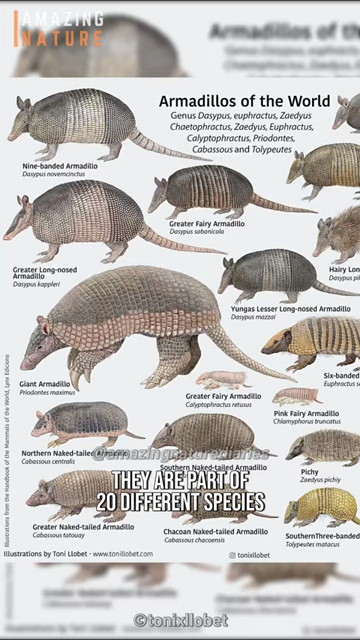 AMAZING
NATURE
Armadillos of the World
Genus Dasypus, euphractus, Zaedyus
Chaetophractus, Zaedyus, Euphractus,
Calyptophractus, Priodontes,
Cabassous and Tolypeutes
Nine-banded Armadillo
Dasypus novemcinctus
Greater Fairy Armadillo
Dasypus sabanicola
Greater Long-nosed
Armadillo
Dasypus kappleri
Hairy Lon
Dasypus pil
Yungas Lesser Long-nosed Armadillo
Dasypus mazzai
Giant Armadillo
Priodontes maximus
Six-banded
Euphractus s
Greater Fairy Armadillo
Calyptophractus retusus
Pink Fairy Armadillo
Chlamyphorus truncatus
Northern Naked-tailed Armadillo
Cabassous centralis
Southern Naked-tailed Armadillo
@amazingnaturediaries
Pichy
Zaedyus pichiy
THEY ARE PART OF
20 DIFFERENT SPECIES
Greater Naked-tailed Armadillo
Cabassous tatouay
Chacoan Naked-tailed Armadillo
Cabassous chacoensis
SouthernThree-banded
Tolypeutes matacus
Illustrations from the Handbook of the Mammals of the World, Lynx Edicions
Illustrations by Toni Llobet - www.tonillobet.com
tonixllobet
©tonixllobet